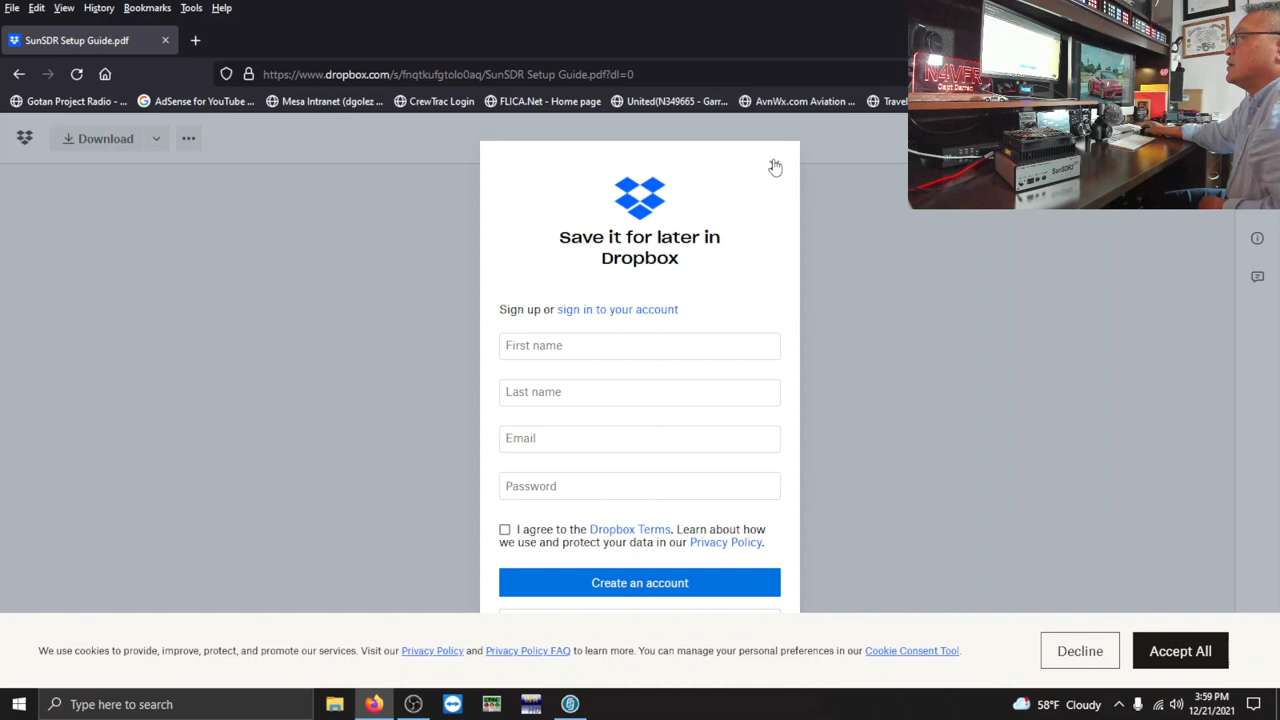 File Edit View History Bookmarks Tools Help
SunSDR Setup Guide.pdf
https://www.dropbox.com/s/fnqtkufgtolo0aq/SunSDR Setup Guide.pdf?dl=0
Gotan Project Radio - ... AdSense for YouTube ... Mesa Intranet (dgolez ... CrewTrac Login FLICA.Net - Home page United(N349665) - Garr... AvnWx.com Aviation ... Travel
Download
N4VFR
Capt Darren
SunSDR2
Save it for later in
Dropbox
Sign up or sign in to your account
First name
Last name
Email
Password
I agree to the Dropbox Terms. Learn about how
we use and protect your data in our Privacy Policy.
Create an account
We use cookies to provide, improve, protect, and promote our services. Visit our Privacy Policy and Privacy Policy FAQ to learn more. You can manage your personal preferences in our Cookie Consent Tool.
Decline
Accept All
Type here to search
58°F Cloudy
3:59 PM
12/21/2021